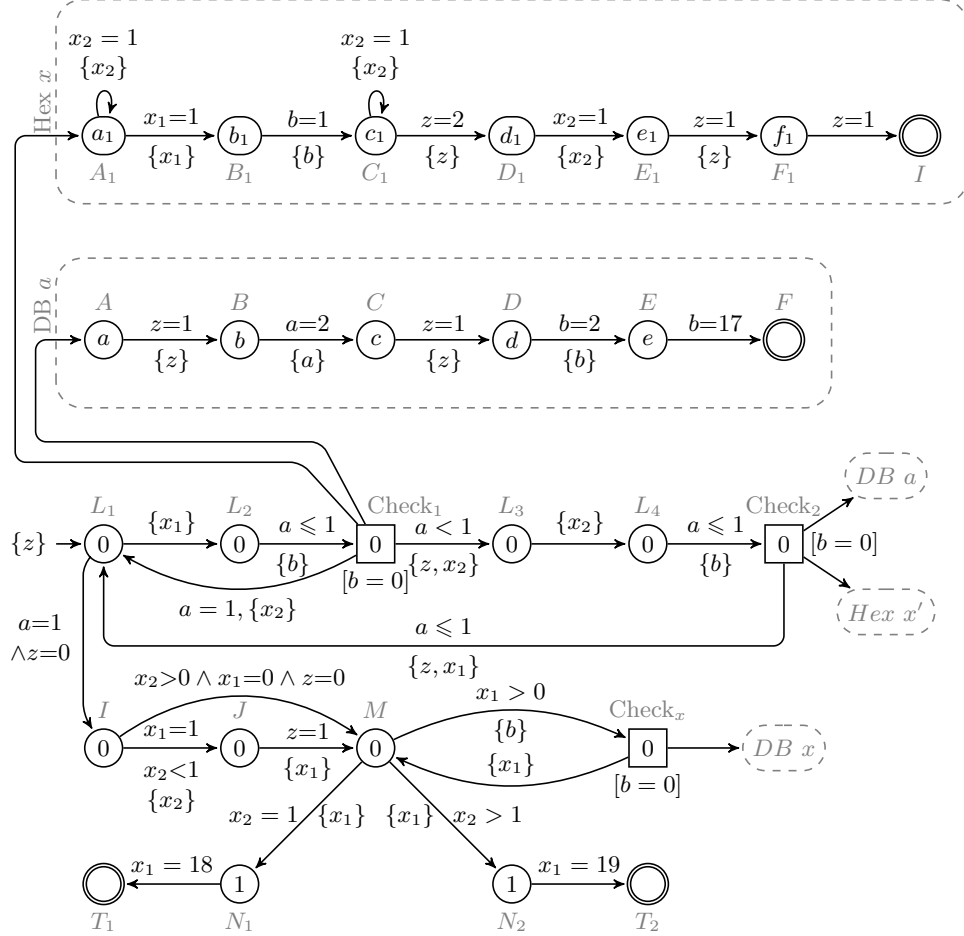 Hex x
x₂ = 1
{x₂}
x₂ = 1
{x₂}
a₁ x₁=1 b₁ b=1 c₁ z=2 d₁ x₂=1 e₁ z=1 f₁ z=1
{x₁} {b} {z} {x₂} {z}
A₁ B₁ C₁ D₁ E₁ F₁ I
DB a
A B C D E F
a z=1 b a=2 c z=1 d b=2 e b=17
{z} {a} {z} {b}
L₁ L₂ Check₁ L₃ L₄ Check₂ DB a
{z} 0 {x₁} 0 a ⩽ 1 0 a < 1 0 {x₂} 0 a ⩽ 1 0
{b} {z, x₂} {b}
[b = 0] [b = 0]
a = 1, {x₂}
Hex x′
a=1
∧z=0
a ⩽ 1
{z, x₁}
x₂>0 ∧ x₁=0 ∧ z=0
x₁ > 0
I J M Check_x
0 x₁=1 0 z=1 0 {b} 0 DB x
x₂<1 {x₁} {x₁} [b = 0]
{x₂}
x₂ = 1 {x₁} {x₁} x₂ > 1
x₁ = 18 1 1 x₁ = 19
T₁ N₁ N₂ T₂